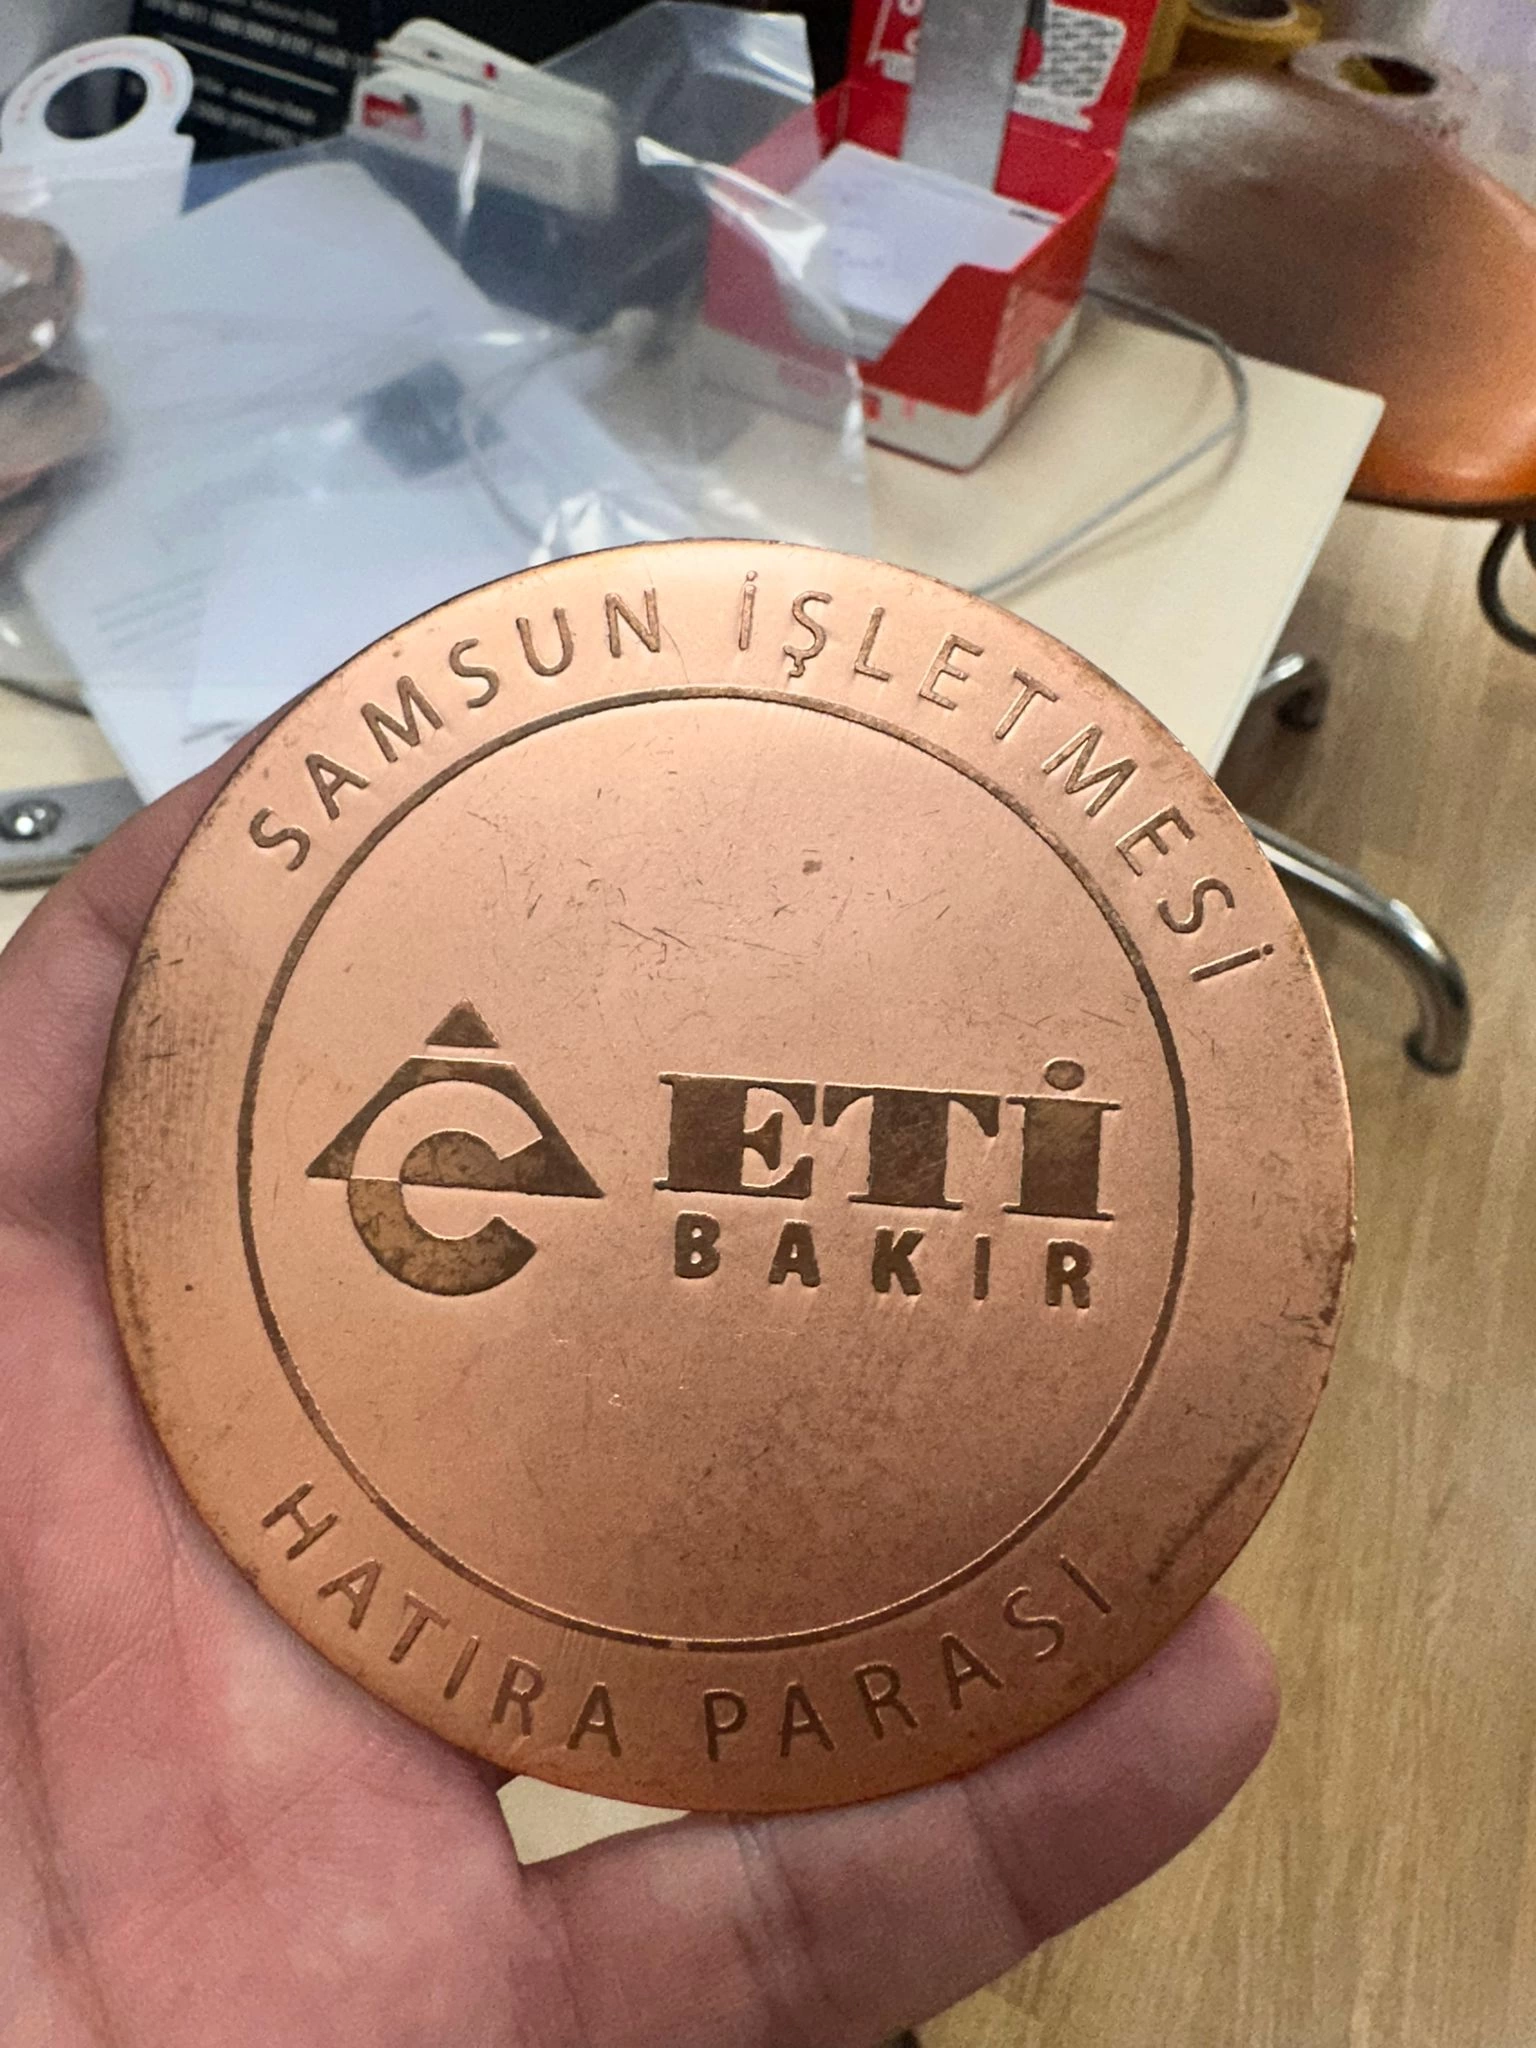 SAMSUN İŞLETMESİ
ETİ
BAKIR
HATIRA PARASI